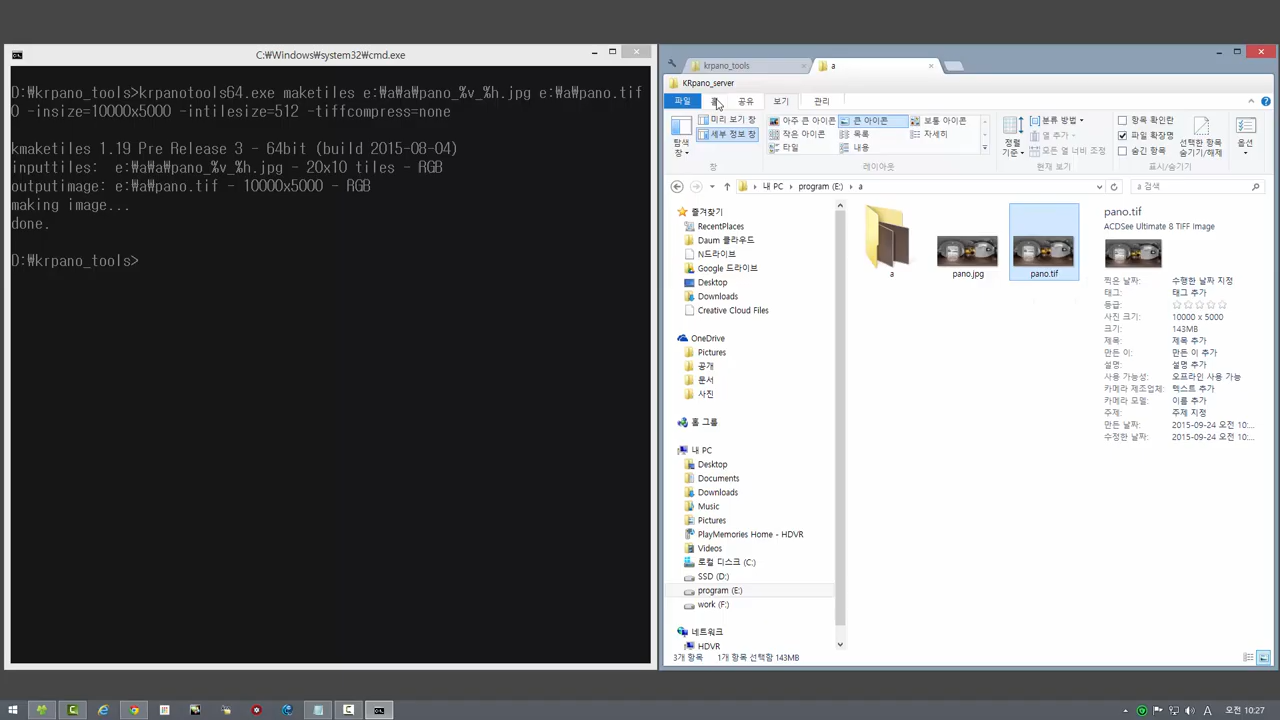 C:\Windows\system32\cmd.exe
D:\krpano_tools>krpanotools64.exe maketiles e:\a\a\pano_%v_%h.jpg e:\a\pano.tif
0 -insize=10000x5000 -intilesize=512 -tiffcompress=none
maketiles 1.19 Pro Release 3 - 64bit (build 2015-08-04)
inputtiles: e:\a\a\pano_%v_%h.jpg - 20x10 tiles - RGB
outputimage: e:\a\pano.tif - 10000x5000 - RGB
making image...
done.
D:\krpano_tools>
krpano_tools
a
KRpano_server
파일
홈
공유
보기
관리
탐색 창
미리 보기 창
세부 정보 창
창
아주 큰 아이콘
큰 아이콘
보통 아이콘
작은 아이콘
목록
자세히
타일
내용
레이아웃
정렬 기준
분류 방법
열 추가
모든 열 너비 조정
현재 보기
항목 확인란
파일 확장명
숨긴 항목
선택한 항목 숨기기/해제
표시/숨기기
옵션
내 PC
program (E:)
a
a 검색
즐겨찾기
RecentPlaces
Daum 클라우드
N드라이브
Google 드라이브
Desktop
Downloads
Creative Cloud Files
OneDrive
Pictures
공개
문서
사진
홈 그룹
내 PC
Desktop
Documents
Downloads
Music
Pictures
PlayMemories Home - HDVR
Videos
로컬 디스크 (C:)
SSD (D:)
program (E:)
work (F:)
네트워크
HDVR
a
pano.jpg
pano.tif
pano.tif
ACDSee Ultimate 8 TIFF Image
찍은 날짜: 수행한 날짜 지정
태그: 태그 추가
등급:
사진 크기: 10000 x 5000
크기: 143MB
제목: 제목 추가
만든 이: 만든 이 추가
설명: 설명 추가
사용 가능성: 오프라인 사용 가능
카메라 제조업체: 텍스트 추가
카메라 모델: 이름 추가
주제: 주제 지정
만든 날짜: 2015-09-24 오전 10:...
수정한 날짜: 2015-09-24 오전 10:...
3개 항목 1개 항목 선택함 143MB
A 오전 10:27